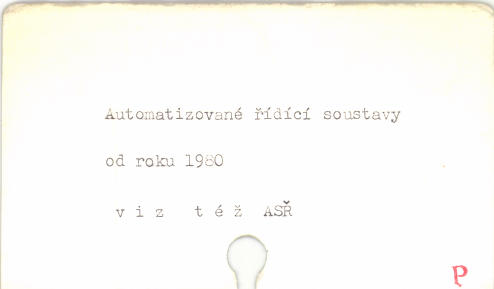 Automatizované řídící soustavy
od roku 1980
v i z  t é ž  ASŘ
P